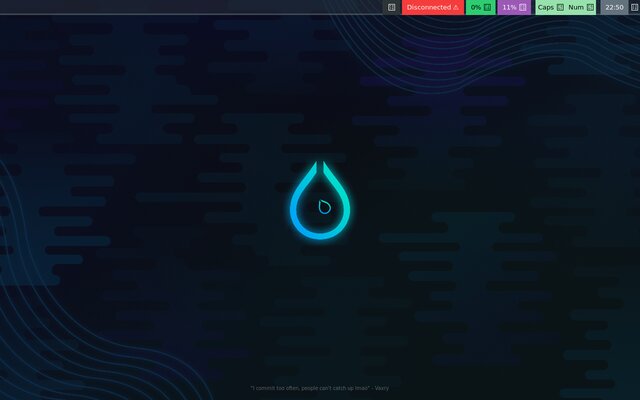 Disconnected ⚠ 0% 11% Caps Num 22:50
"I commit too often, people can't catch up lmao" - Vaxry